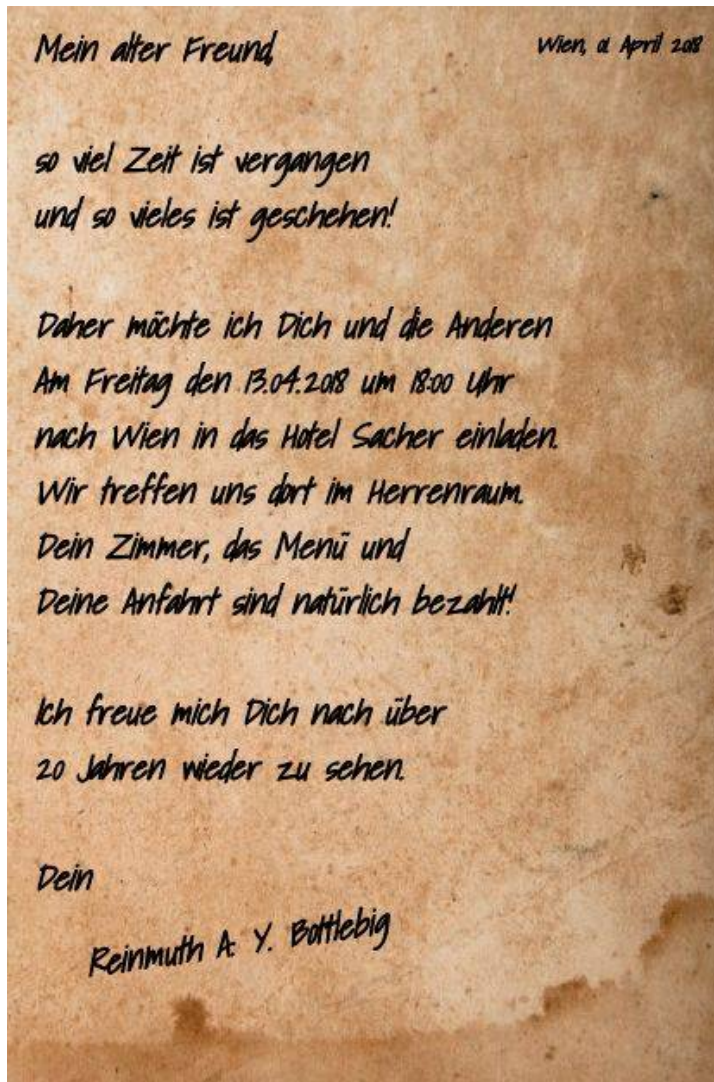 Mein alter Freund,
Wien, 01. April 2018
so viel Zeit ist vergangen
und so vieles ist geschehen!
Daher möchte ich Dich und die Anderen
Am Freitag den 13.04.2018 um 18:00 Uhr
nach Wien in das Hotel Sacher einladen.
Wir treffen uns dort im Herrenraum.
Dein Zimmer, das Menü und
Deine Anfahrt sind natürlich bezahlt!
Ich freue mich Dich nach über
20 Jahren wieder zu sehen.
Dein
Reinmuth A. Y. Bottlebig